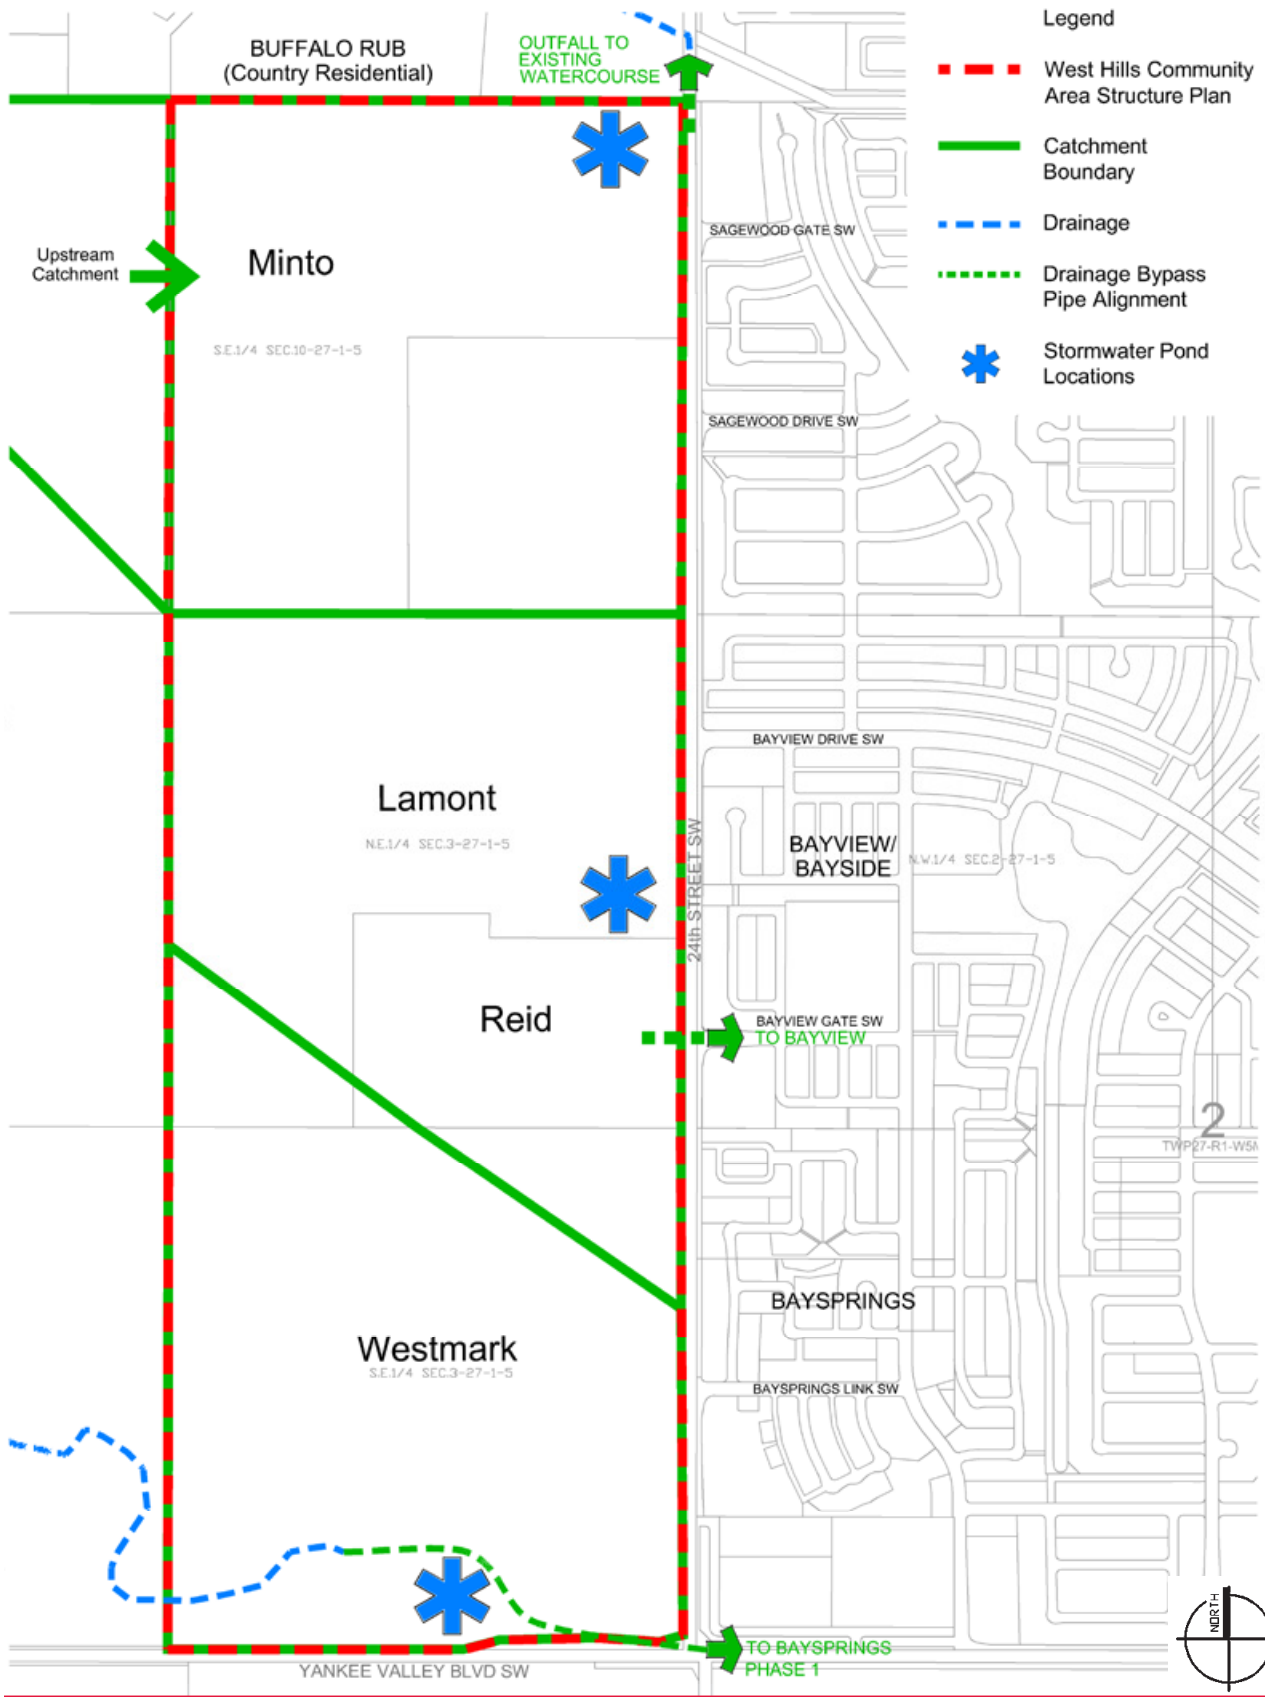 Legend
West Hills Community
Area Structure Plan
Catchment
Boundary
Drainage
Drainage Bypass
Pipe Alignment
Stormwater Pond
Locations
BUFFALO RUB
(Country Residential)
OUTFALL TO
EXISTING
WATERCOURSE
Upstream
Catchment
Minto
S.E.1/4 SEC.10-27-1-5
SAGEWOOD GATE SW
SAGEWOOD DRIVE SW
BAYVIEW DRIVE SW
Lamont
N.E.1/4 SEC.3-27-1-5
24th STREET SW
BAYVIEW/
BAYSIDE
N.W.1/4 SEC.2-27-1-5
Reid
BAYVIEW GATE SW
TO BAYVIEW
2
TWP27-R1-W5M
BAYSPRINGS
Westmark
S.E.1/4 SEC.3-27-1-5
BAYSPRINGS LINK SW
NORTH
TO BAYSPRINGS
PHASE 1
YANKEE VALLEY BLVD SW